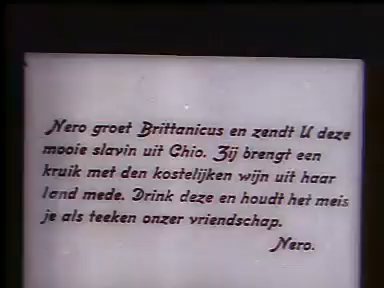 Nero groet Brittanicus en zendt U deze
mooie slavin uit Chio. Zij brengt een
kruik met den kostelijken wijn uit haar
land mede. Drink deze en houdt het meis
je als teeken onzer vriendschap.
Nero.